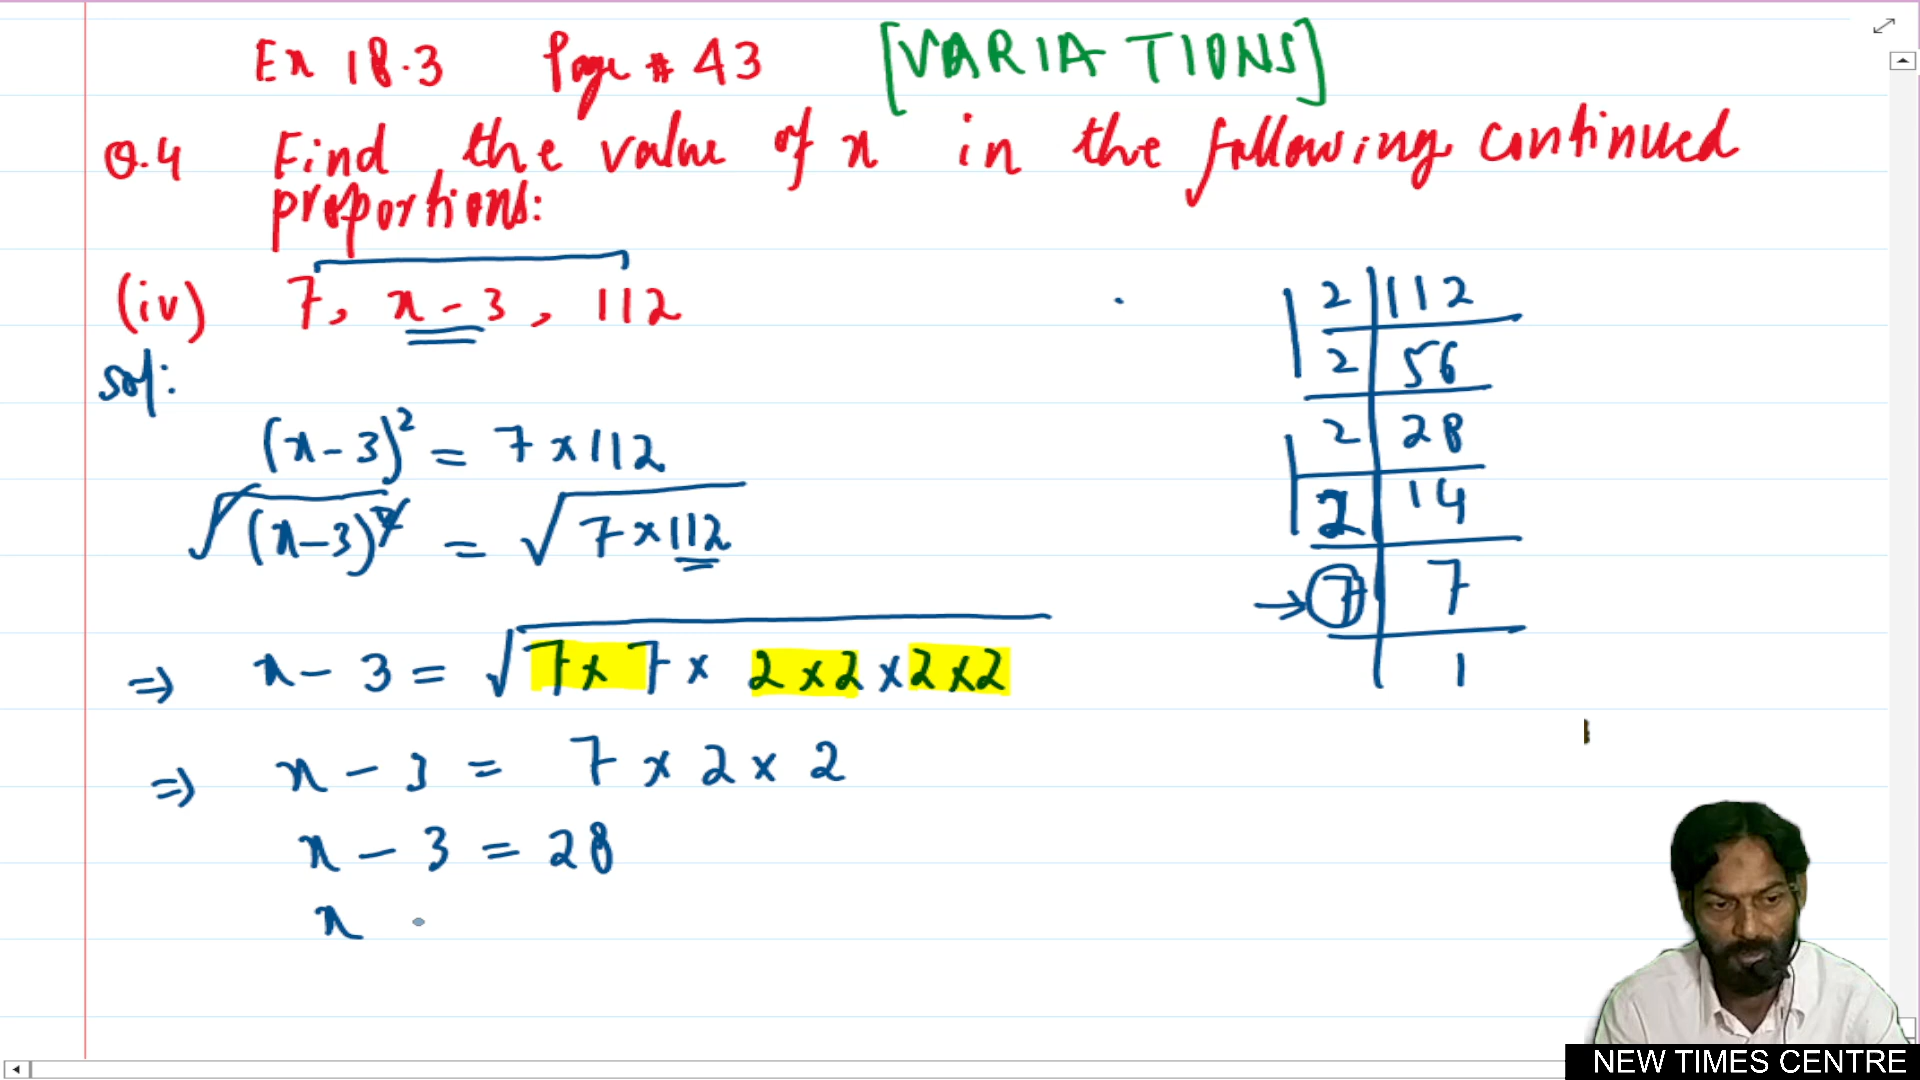 Ex 18.3 Page # 43 [VARIATIONS]
Q.4 Find the value of x in the following continued
proportions:
(iv) 7, x - 3, 112
Sol:
(x-3)² = 7 × 112
√(x-3)² = √7 × 112
⇒ x - 3 = √7 × 7 × 2 × 2 × 2 × 2
⇒ x - 3 = 7 × 2 × 2
x - 3 = 28
x
2 | 112
2 | 56
2 | 28
2 | 14
→ 7 | 7
| 1
NEW TIMES CENTRE